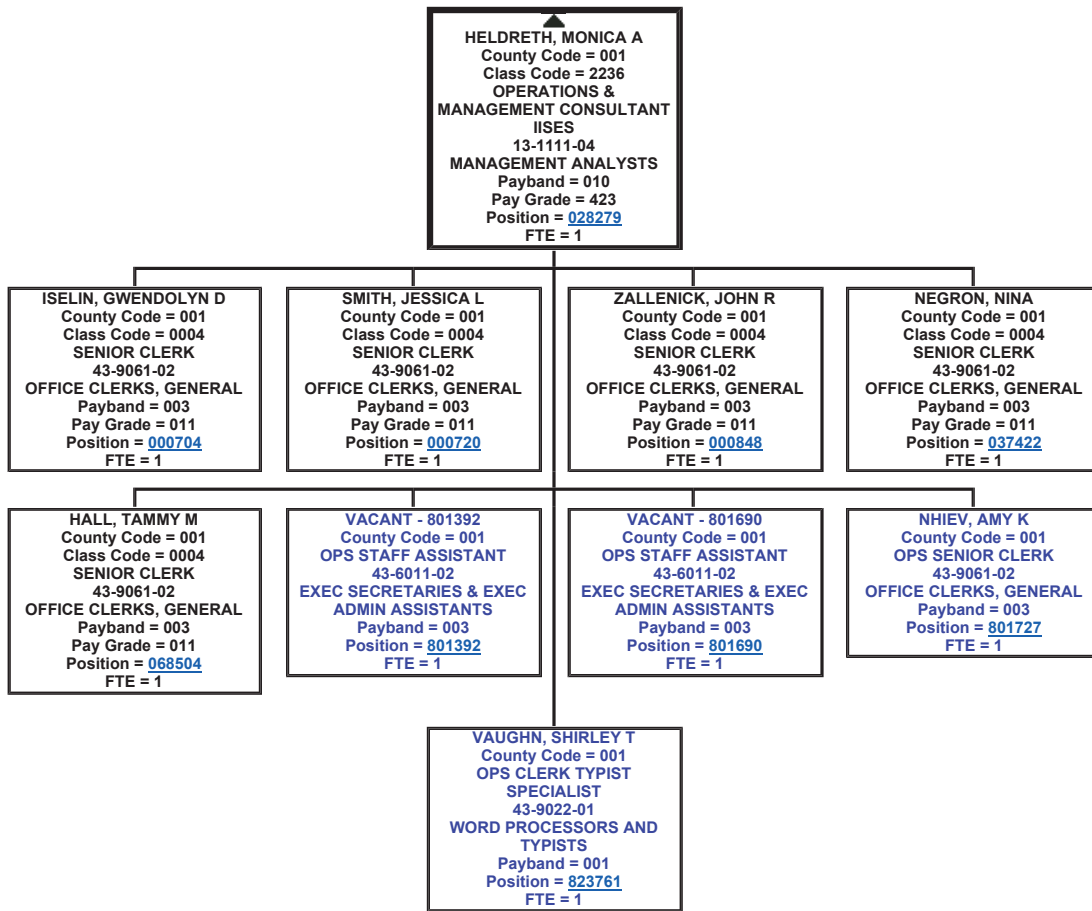 HELDRETH, MONICA A
County Code = 001
Class Code = 2236
OPERATIONS &
MANAGEMENT CONSULTANT
IISES
13-1111-04
MANAGEMENT ANALYSTS
Payband = 010
Pay Grade = 423
Position = 028279
FTE = 1
ISELIN, GWENDOLYN D
County Code = 001
Class Code = 0004
SENIOR CLERK
43-9061-02
OFFICE CLERKS, GENERAL
Payband = 003
Pay Grade = 011
Position = 000704
FTE = 1
SMITH, JESSICA L
County Code = 001
Class Code = 0004
SENIOR CLERK
43-9061-02
OFFICE CLERKS, GENERAL
Payband = 003
Pay Grade = 011
Position = 000720
FTE = 1
ZALLENICK, JOHN R
County Code = 001
Class Code = 0004
SENIOR CLERK
43-9061-02
OFFICE CLERKS, GENERAL
Payband = 003
Pay Grade = 011
Position = 000848
FTE = 1
NEGRON, NINA
County Code = 001
Class Code = 0004
SENIOR CLERK
43-9061-02
OFFICE CLERKS, GENERAL
Payband = 003
Pay Grade = 011
Position = 037422
FTE = 1
HALL, TAMMY M
County Code = 001
Class Code = 0004
SENIOR CLERK
43-9061-02
OFFICE CLERKS, GENERAL
Payband = 003
Pay Grade = 011
Position = 068504
FTE = 1
VACANT - 801392
County Code = 001
OPS STAFF ASSISTANT
43-6011-02
EXEC SECRETARIES & EXEC
ADMIN ASSISTANTS
Payband = 003
Position = 801392
FTE = 1
VACANT - 801690
County Code = 001
OPS STAFF ASSISTANT
43-6011-02
EXEC SECRETARIES & EXEC
ADMIN ASSISTANTS
Payband = 003
Position = 801690
FTE = 1
NHIEV, AMY K
County Code = 001
OPS SENIOR CLERK
43-9061-02
OFFICE CLERKS, GENERAL
Payband = 003
Position = 801727
FTE = 1
VAUGHN, SHIRLEY T
County Code = 001
OPS CLERK TYPIST
SPECIALIST
43-9022-01
WORD PROCESSORS AND
TYPISTS
Payband = 001
Position = 823761
FTE = 1